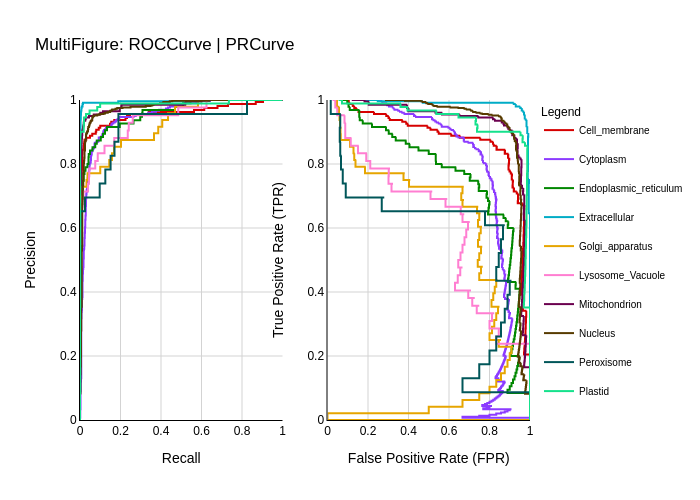 MultiFigure: ROCCurve | PRCurve
1
0.8
0.6
0.4
0.2
0
0 0.2 0.4 0.6 0.8 1
Precision
Recall
1
0.8
0.6
0.4
0.2
0
0 0.2 0.4 0.6 0.8 1
True Positive Rate (TPR)
False Positive Rate (FPR)
Legend
Cell_membrane
Cytoplasm
Endoplasmic_reticulum
Extracellular
Golgi_apparatus
Lysosome_Vacuole
Mitochondrion
Nucleus
Peroxisome
Plastid